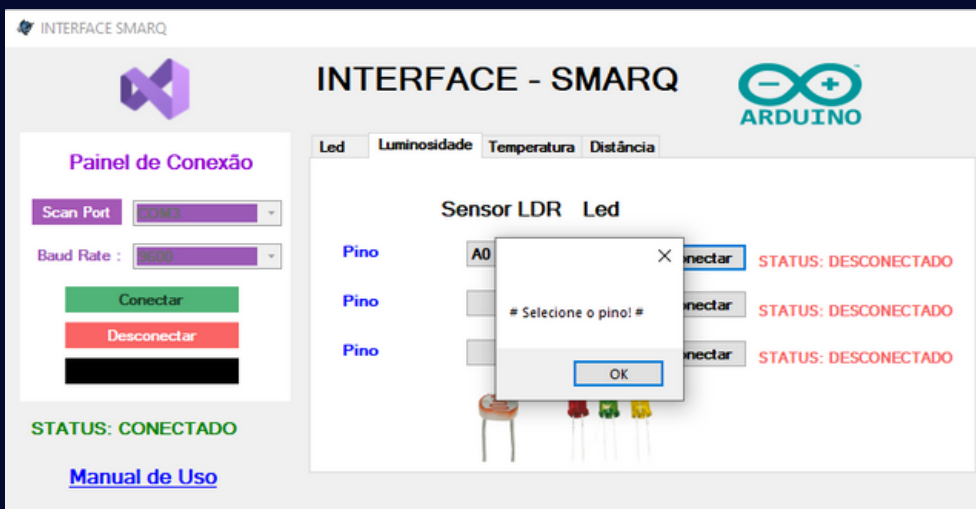 INTERFACE SMARQ
INTERFACE - SMARQ
ARDUINO
Painel de Conexão
Scan Port COM3
Baud Rate : 9600
Conectar
Desconectar
STATUS: CONECTADO
Manual de Uso
Led Luminosidade Temperatura Distância
Sensor LDR Led
Pino A0 STATUS: DESCONECTADO
Pino STATUS: DESCONECTADO
Pino STATUS: DESCONECTADO
# Selecione o pino! #
OK